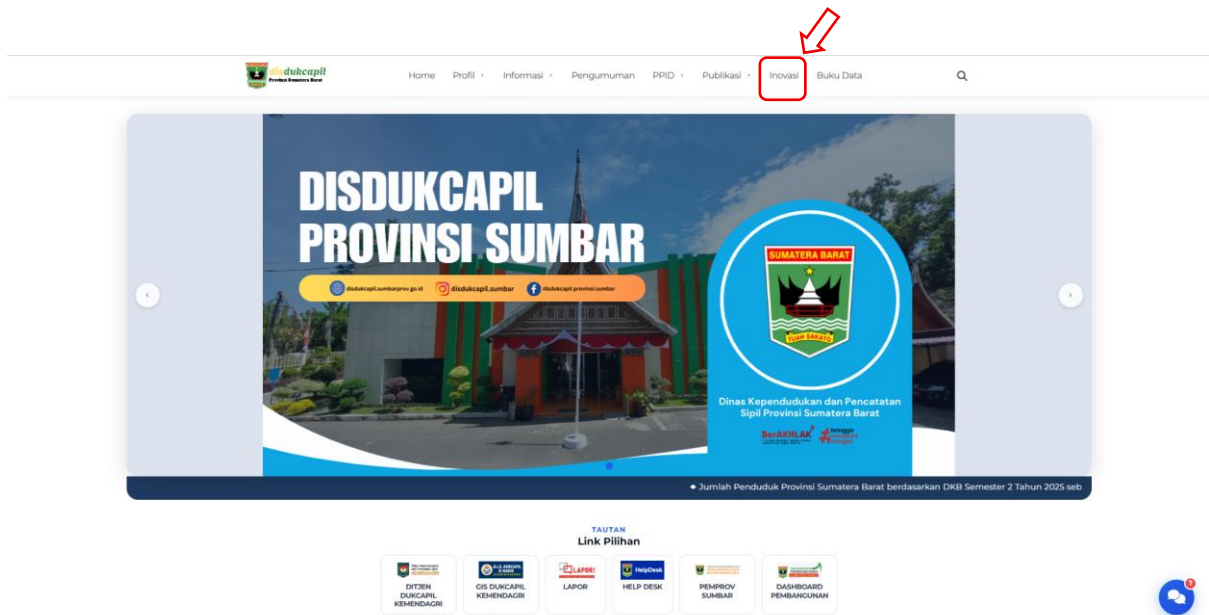 disdukcapil
Provinsi Sumatera Barat
Home Profil Informasi Pengumuman PPID Publikasi Inovasi Buku Data
DISDUKCAPIL
PROVINSI SUMBAR
disdukcapil.sumbarprov.go.id disdukcapil.sumbar disdukcapil provinsi sumbar
SUMATERA BARAT
TUAH SAKATO
Dinas Kependudukan dan Pencatatan
Sipil Provinsi Sumatera Barat
BerAKHLAK bangga
Jumlah Penduduk Provinsi Sumatera Barat berdasarkan DKB Semester 2 Tahun 2025 seb
TAUTAN
Link Pilihan
LAPOR! HelpDesk
DITJEN DUKCAPIL KEMENDAGRI
GIS DUKCAPIL KEMENDAGRI
LAPOR
HELP DESK
PEMPROV SUMBAR
DASHBOARD PEMBANGUNAN